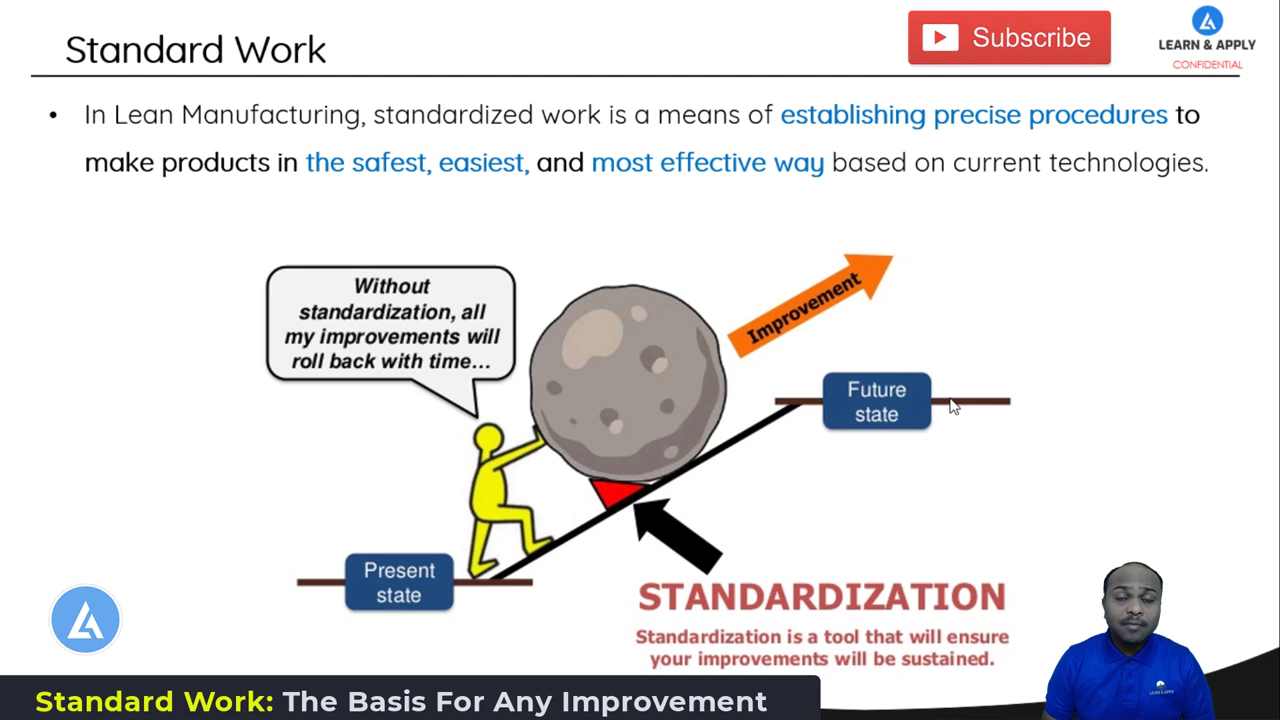 Standard Work
Subscribe
LEARN & APPLY
CONFIDENTIAL
• In Lean Manufacturing, standardized work is a means of establishing precise procedures to
make products in the safest, easiest, and most effective way based on current technologies.
Without
standardization, all
my improvements will
roll back with time...
Improvement
Future
state
Present
state
STANDARDIZATION
Standardization is a tool that will ensure
your improvements will be sustained.
Standard Work: The Basis For Any Improvement